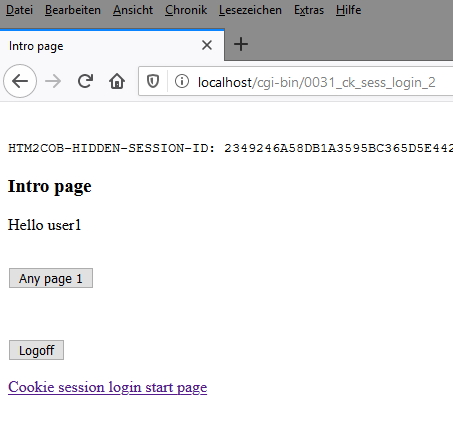 Datei Bearbeiten Ansicht Chronik Lesezeichen Extras Hilfe
Intro page
localhost/cgi-bin/0031_ck_sess_login_2
HTM2COB-HIDDEN-SESSION-ID: 2349246A58DB1A3595BC365D5E442
Intro page
Hello user1
Any page 1
Logoff
Cookie session login start page